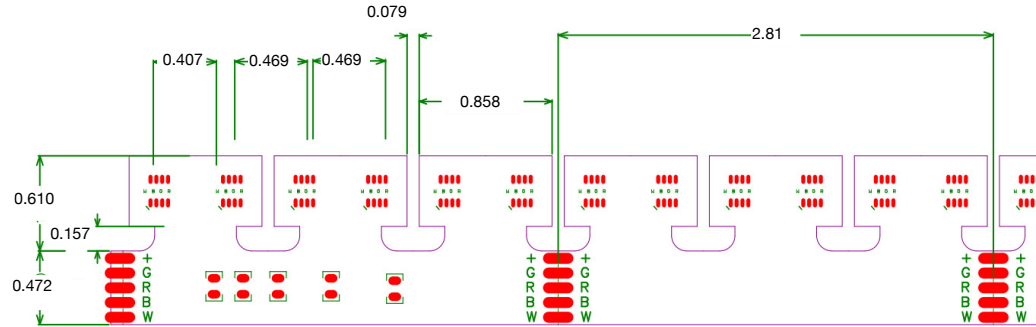 0.079
2.81
0.407 0.469 0.469
0.858
0.610
0.157
0.472
+ + + + +
G G G G G
R R R R R
B B B B B
W W W W W